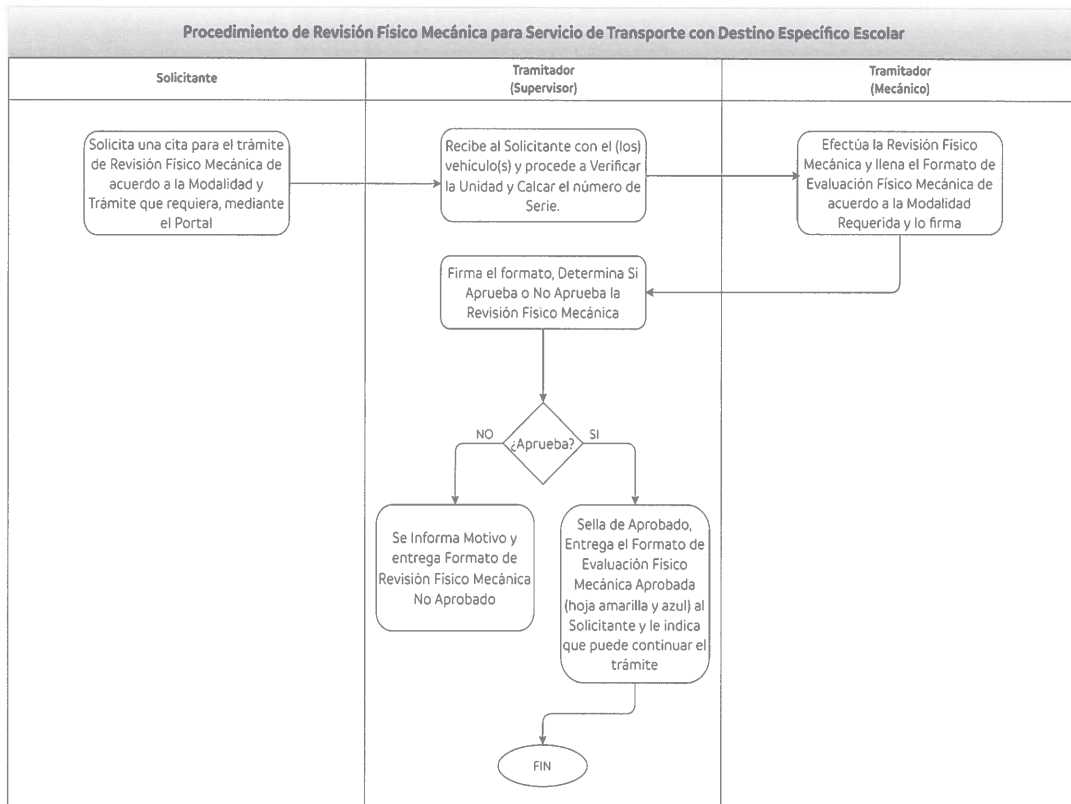 Procedimiento de Revisión Físico Mecánica para Servicio de Transporte con Destino Específico Escolar
Solicitante
Tramitador
(Supervisor)
Tramitador
(Mecánico)
Solicita una cita para el trámite
de Revisión Físico Mecánica de
acuerdo a la Modalidad y
Trámite que requiera, mediante
el Portal
Recibe al Solicitante con el (los)
vehículo(s) y procede a Verificar
la Unidad y Calcar el número de
Serie.
Efectúa la Revisión Físico
Mecánica y llena el Formato de
Evaluación Físico Mecánica de
acuerdo a la Modalidad
Requerida y lo firma
Firma el formato, Determina Si
Aprueba o No Aprueba la
Revisión Físico Mecánica
NO
¿Aprueba?
SI
Se Informa Motivo y
entrega Formato de
Revisión Físico Mecánica
No Aprobado
Sella de Aprobado,
Entrega el Formato de
Evaluación Físico
Mecánica Aprobada
(hoja amarilla y azul) al
Solicitante y le indica
que puede continuar el
trámite
FIN